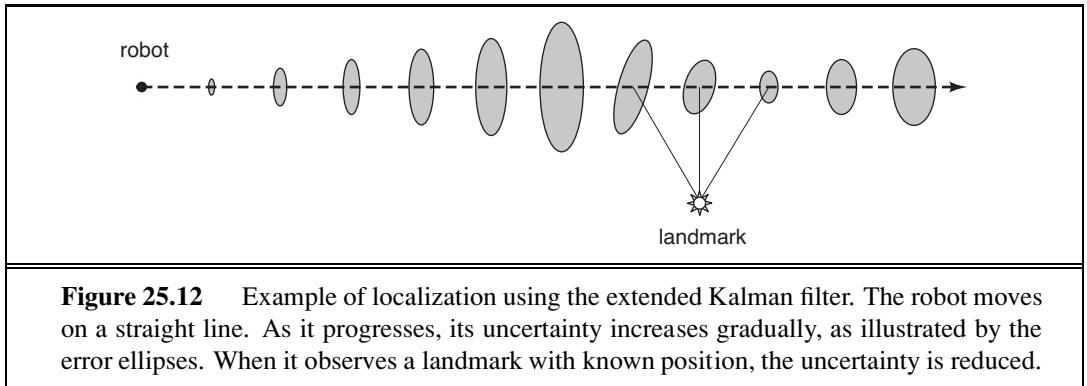 robot
landmark
Figure 25.12 Example of localization using the extended Kalman filter. The robot moves
on a straight line. As it progresses, its uncertainty increases gradually, as illustrated by the
error ellipses. When it observes a landmark with known position, the uncertainty is reduced.